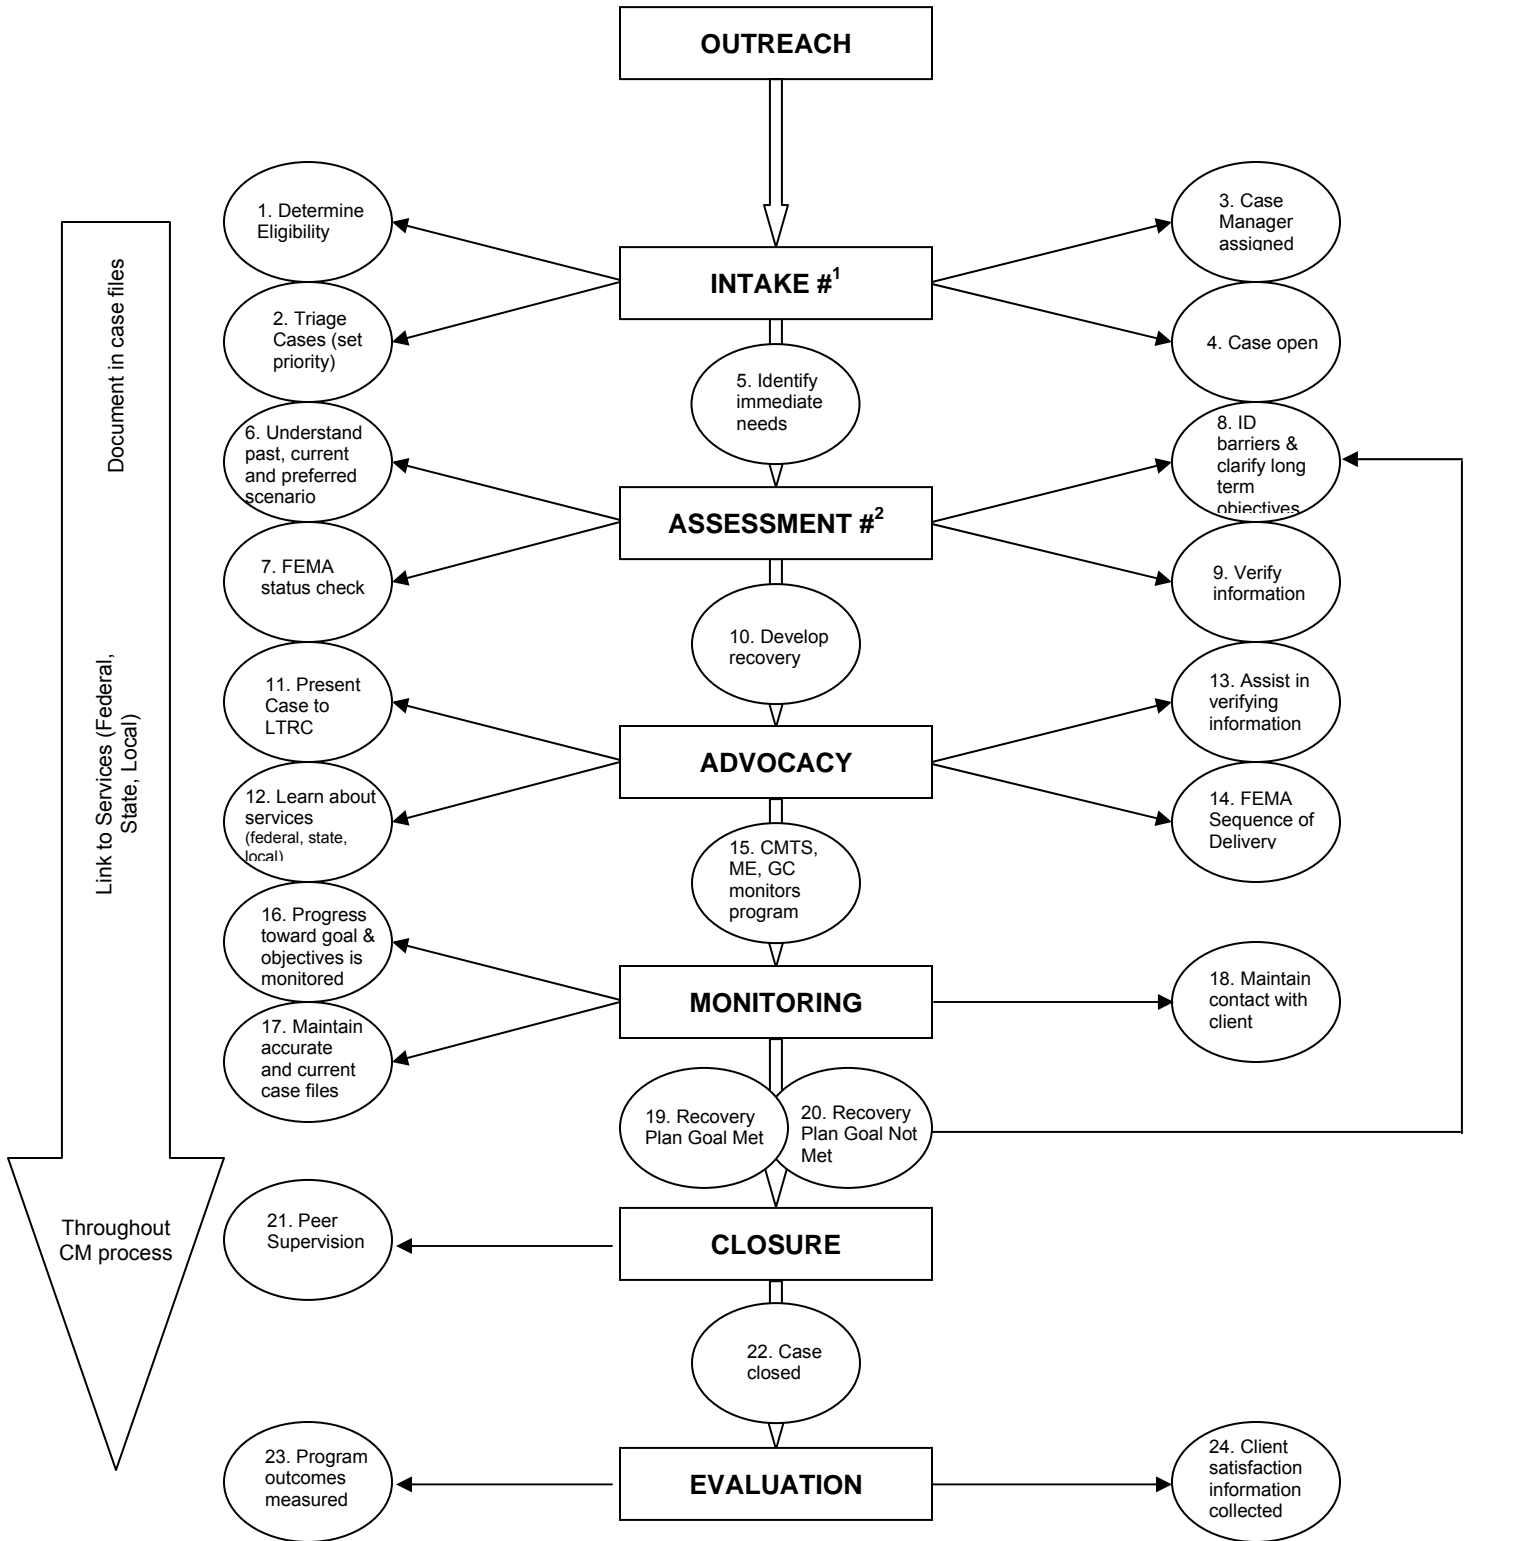 OUTREACH
1. Determine
Eligibility
3. Case
Manager
assigned
Document in case files
INTAKE #1
2. Triage
Cases (set
priority)
4. Case open
5. Identify
immediate
needs
6. Understand
past, current
and preferred
scenario
8. ID
barriers &
clarify long
term
objectives
ASSESSMENT #2
7. FEMA
status check
9. Verify
information
10. Develop
recovery
Link to Services (Federal,
State, Local)
11. Present
Case to
LTRC
13. Assist in
verifying
information
ADVOCACY
12. Learn about
services
(federal, state,
local)
14. FEMA
Sequence of
Delivery
15. CMTS,
ME, GC
monitors
program
16. Progress
toward goal &
objectives is
monitored
MONITORING
18. Maintain
contact with
client
17. Maintain
accurate
and current
case files
19. Recovery
Plan Goal Met
20. Recovery
Plan Goal Not
Met
Throughout
CM process
21. Peer
Supervision
CLOSURE
22. Case
closed
23. Program
outcomes
measured
EVALUATION
24. Client
satisfaction
information
collected